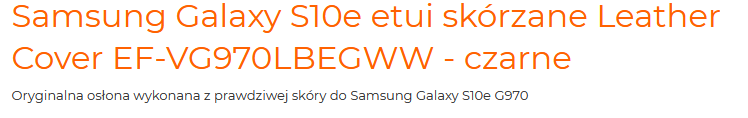 Samsung Galaxy S10e etui skórzane Leather
Cover EF-VG970LBEGWW - czarne
Oryginalna osłona wykonana z prawdziwej skóry do Samsung Galaxy S10e G970